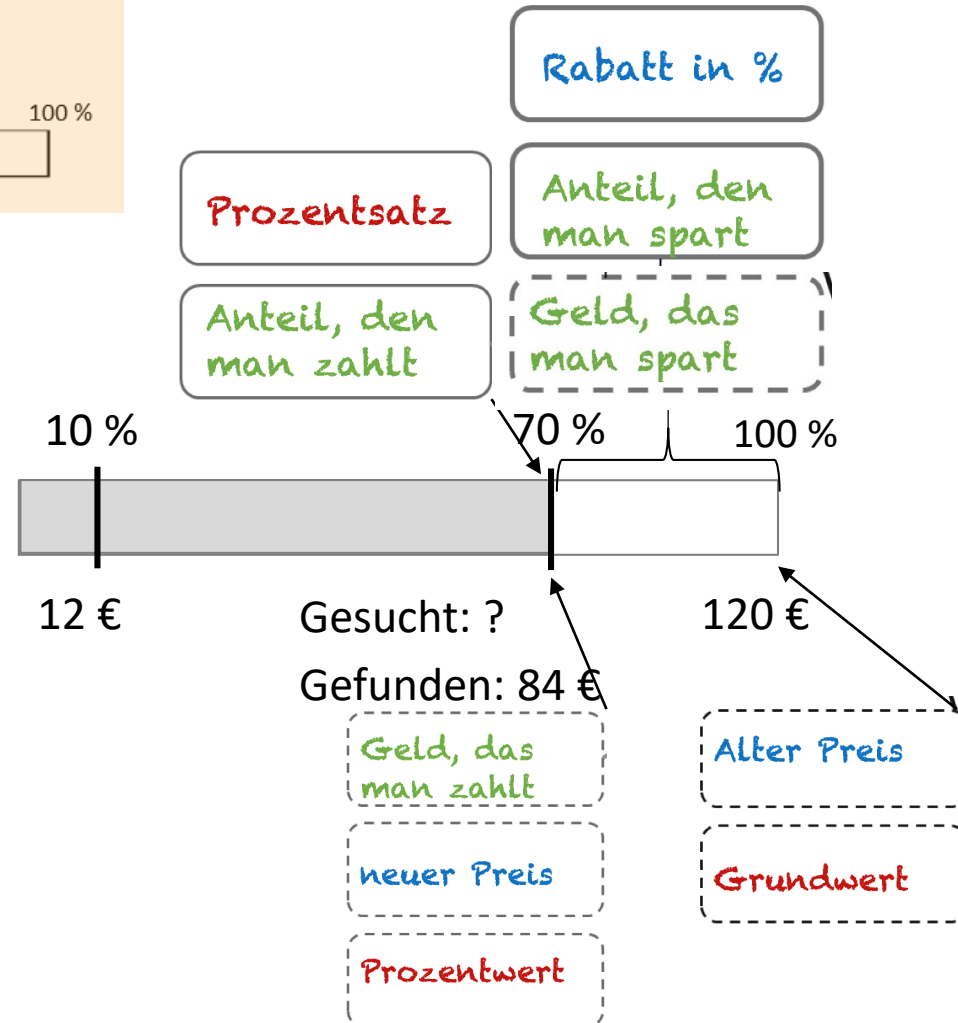 100 %
Rabatt in %
Prozentsatz
Anteil, den
man spart
Anteil, den
man zahlt
Geld, das
man spart
10 %
70 %
100 %
12 €
Gesucht: ?
120 €
Gefunden: 84 €
Geld, das
man zahlt
Alter Preis
neuer Preis
Grundwert
Prozentwert